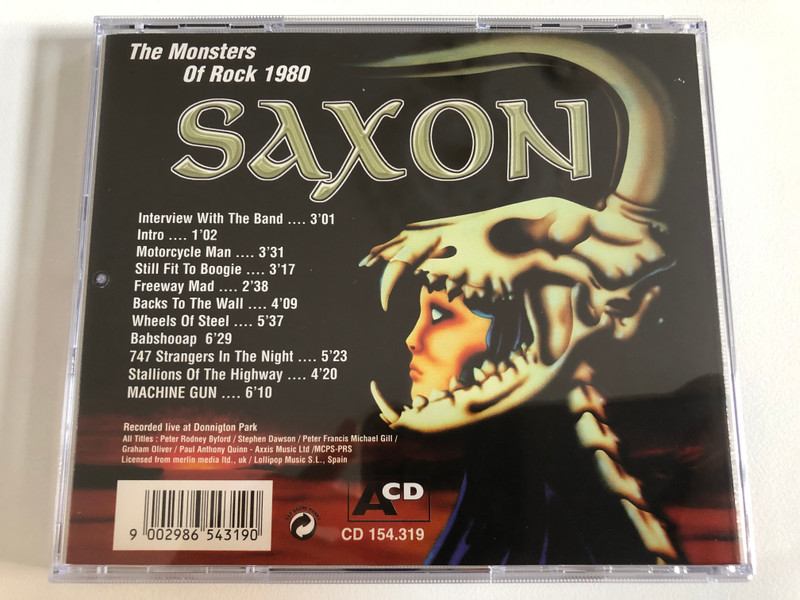 The Monsters
Of Rock 1980
SAXON
Interview With The Band .... 3'01
Intro .... 1'02
Motorcycle Man .... 3'31
Still Fit To Boogie .... 3'17
Freeway Mad .... 2'38
Backs To The Wall .... 4'09
Wheels Of Steel .... 5'37
Babshooap 6'29
747 Strangers In The Night .... 5'23
Stallions Of The Highway .... 4'20
MACHINE GUN .... 6'10
Recorded live at Donnigton Park
All Titles : Peter Rodney Byford / Stephen Dawson / Peter Francis Michael Gill /
Graham Oliver / Paul Anthony Quinn - Axxis Music Ltd /MCPS-PRS
Licensed from merlin media ltd., uk / Lollipop Music S.L., Spain
ACD
CD 154.319
9 002986 543190